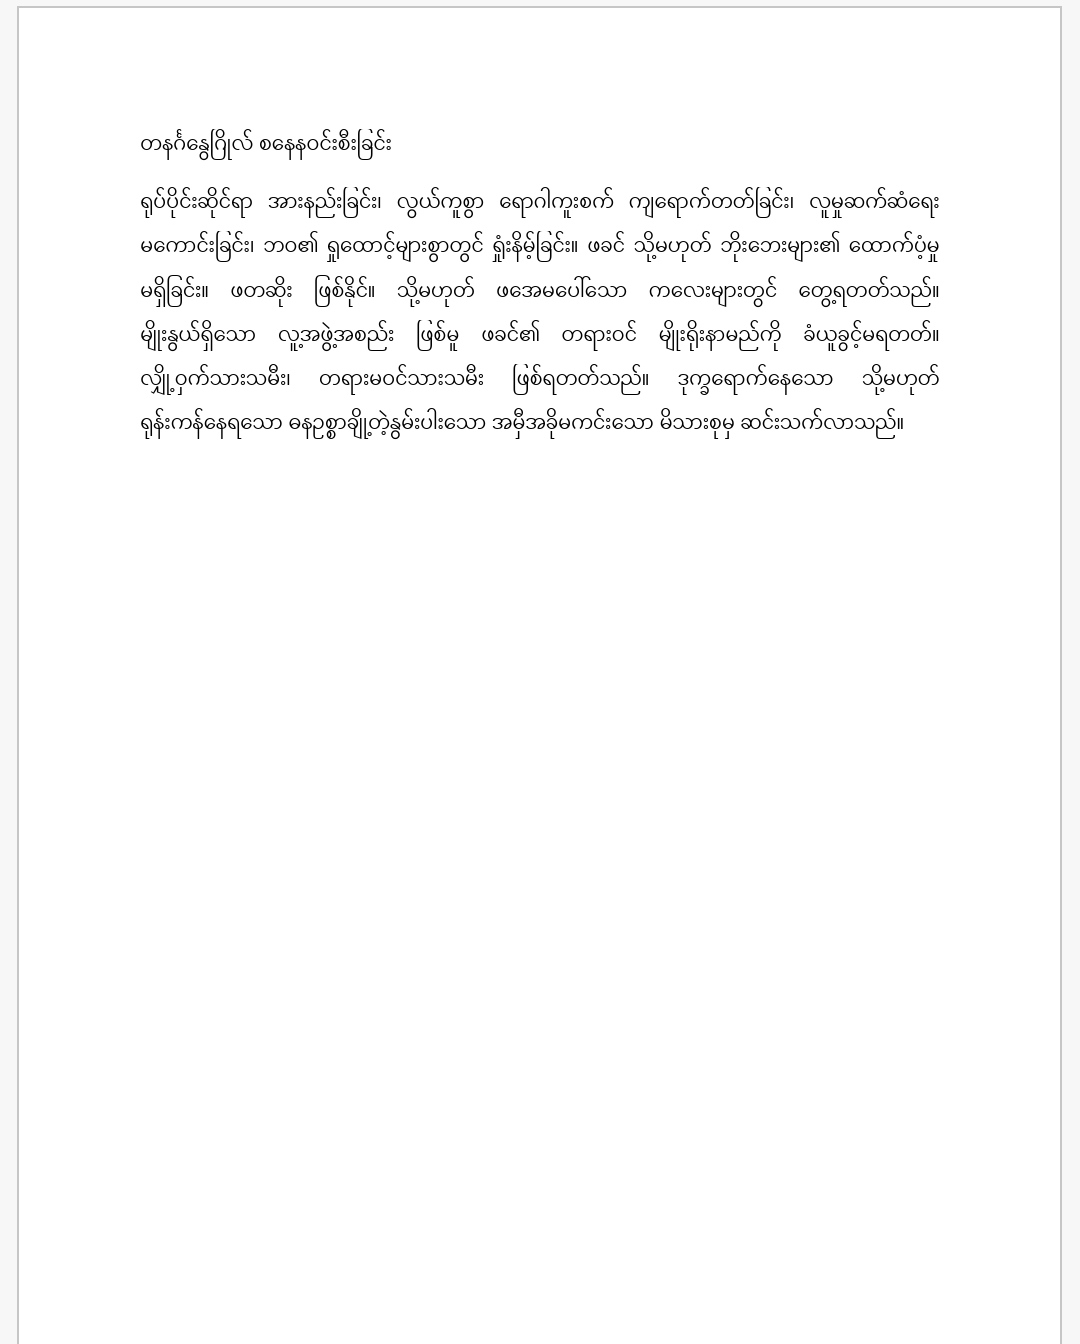 တနင်္ဂနွေဂြိုလ် စနေနဝင်းစီးခြင်း
ရုပ်ပိုင်းဆိုင်ရာ အားနည်းခြင်း၊ လွယ်ကူစွာ ရောဂါကူးစက် ကျရောက်တတ်ခြင်း၊ လူမှုဆက်ဆံရေး
မကောင်းခြင်း၊ ဘဝ၏ ရှုထောင့်များစွာတွင် ရှုံးနိမ့်ခြင်း။ ဖခင် သို့မဟုတ် ဘိုးဘေးများ၏ ထောက်ပံ့မှု
မရှိခြင်း။ ဖတဆိုး ဖြစ်နိုင်။ သို့မဟုတ် ဖအေမပေါ်သော ကလေးများတွင် တွေ့ရတတ်သည်။
မျိုးနွယ်ရှိသော လူ့အဖွဲ့အစည်း ဖြစ်မူ ဖခင်၏ တရားဝင် မျိုးရိုးနာမည်ကို ခံယူခွင့်မရတတ်။
လျှို့ဝှက်သားသမီး၊ တရားမဝင်သားသမီး ဖြစ်ရတတ်သည်။ ဒုက္ခရောက်နေသော သို့မဟုတ်
ရုန်းကန်နေရသော ဓနဥစ္စာချို့တဲ့နွမ်းပါးသော အမှီအခိုမကင်းသော မိသားစုမှ ဆင်းသက်လာသည်။